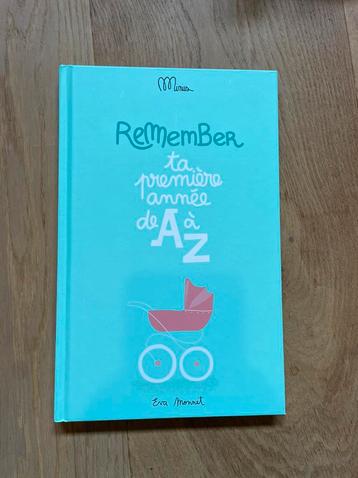 Minus
ReMemBer
ta
première
année
de A à
Z
Eva Monnet